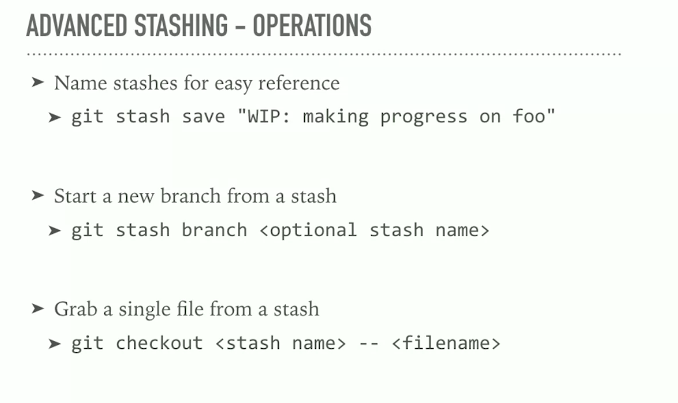 ADVANCED STASHING – OPERATIONS
➤ Name stashes for easy reference
➤ git stash save "WIP: making progress on foo"
➤ Start a new branch from a stash
➤ git stash branch <optional stash name>
➤ Grab a single file from a stash
➤ git checkout <stash name> -- <filename>